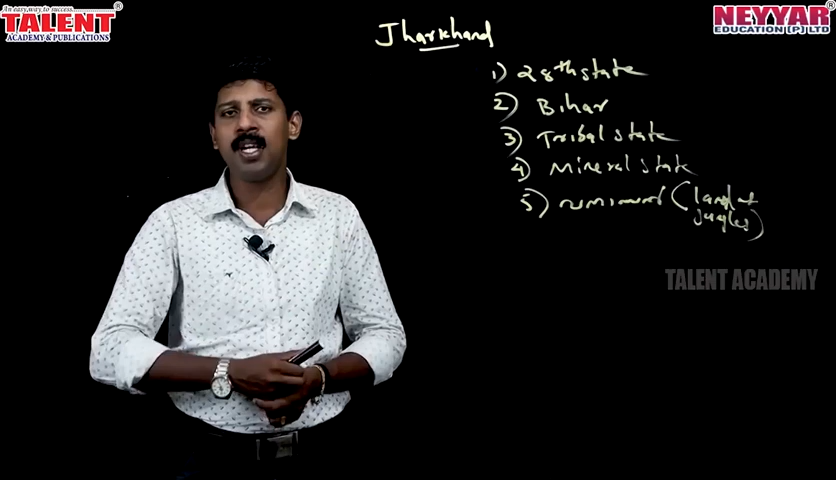 An easy way to success
TALENT
ACADEMY & PUBLICATIONS
®
NEYYAR
EDUCATION [P] LTD
Jharkhand
1) 28th state
2) Bihar
3) Tribal state
4) Mineral state
5) (land of
jungles)
TALENT ACADEMY